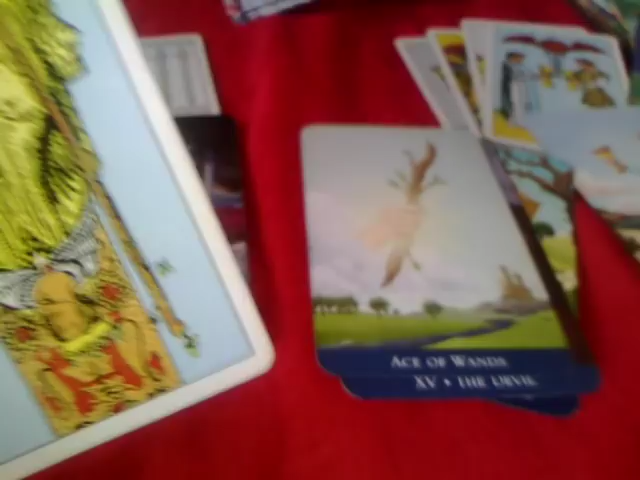 ACE OF WANDS
XV • THE DEVIL